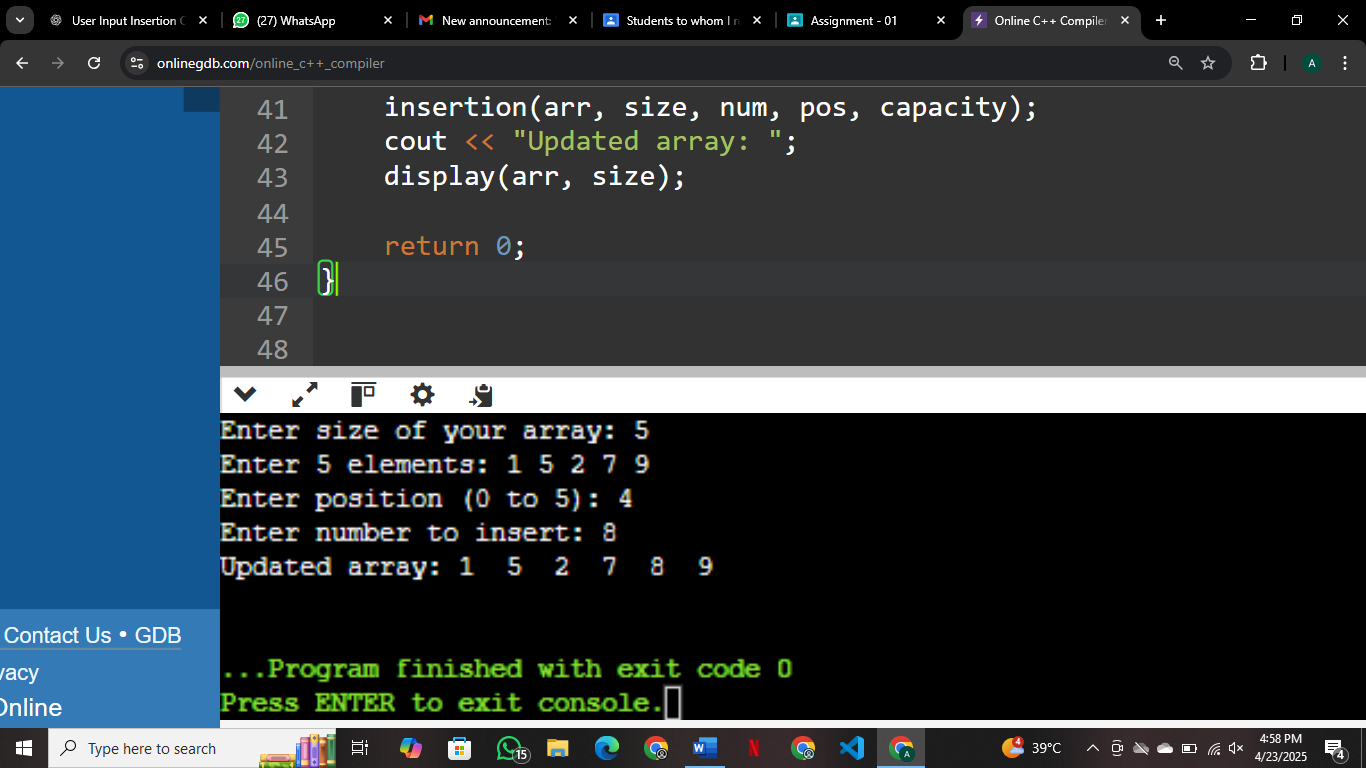 User Input Insertion C
(27) WhatsApp
New announcement:
Students to whom I r
Assignment - 01
Online C++ Compiler
onlinegdb.com/online_c++_compiler
A
41 insertion(arr, size, num, pos, capacity);
42 cout << "Updated array: ";
43 display(arr, size);
44
45 return 0;
46 }
47
48
Enter size of your array: 5
Enter 5 elements: 1 5 2 7 9
Enter position (0 to 5): 4
Enter number to insert: 8
Updated array: 1 5 2 7 8 9
...Program finished with exit code 0
Press ENTER to exit console.
Contact Us • GDB
vacy
Online
Type here to search
15
A
4
39°C
4:58 PM
4/23/2025
4